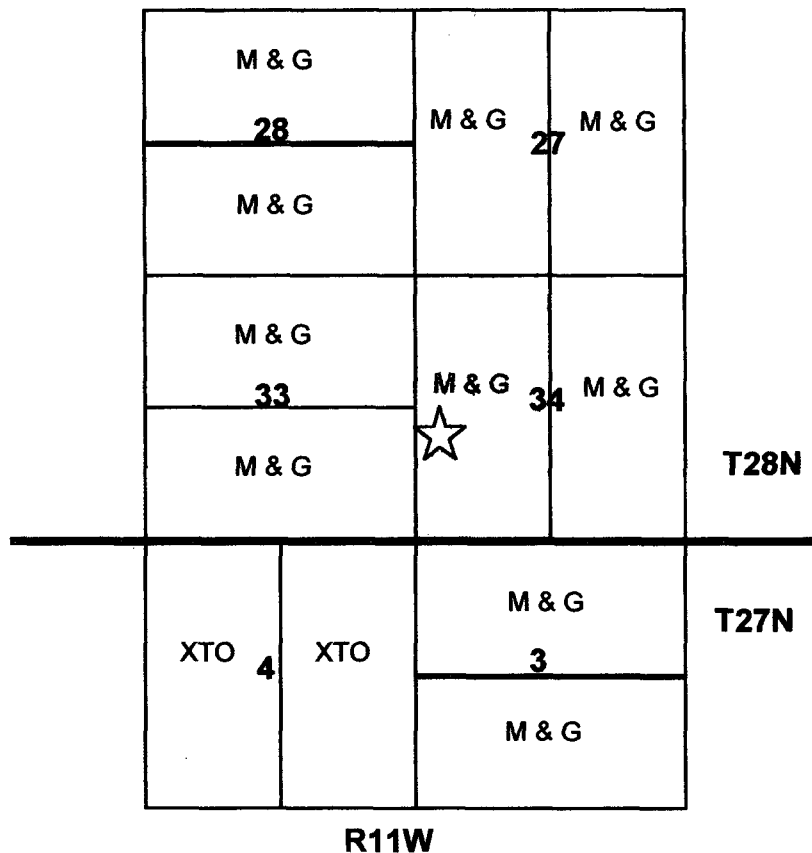 M & G
M & G
M & G
28
27
M & G
M & G
M & G
M & G
33
34
M & G
T28N
M & G
T27N
XTO
XTO
4
3
M & G
R11W